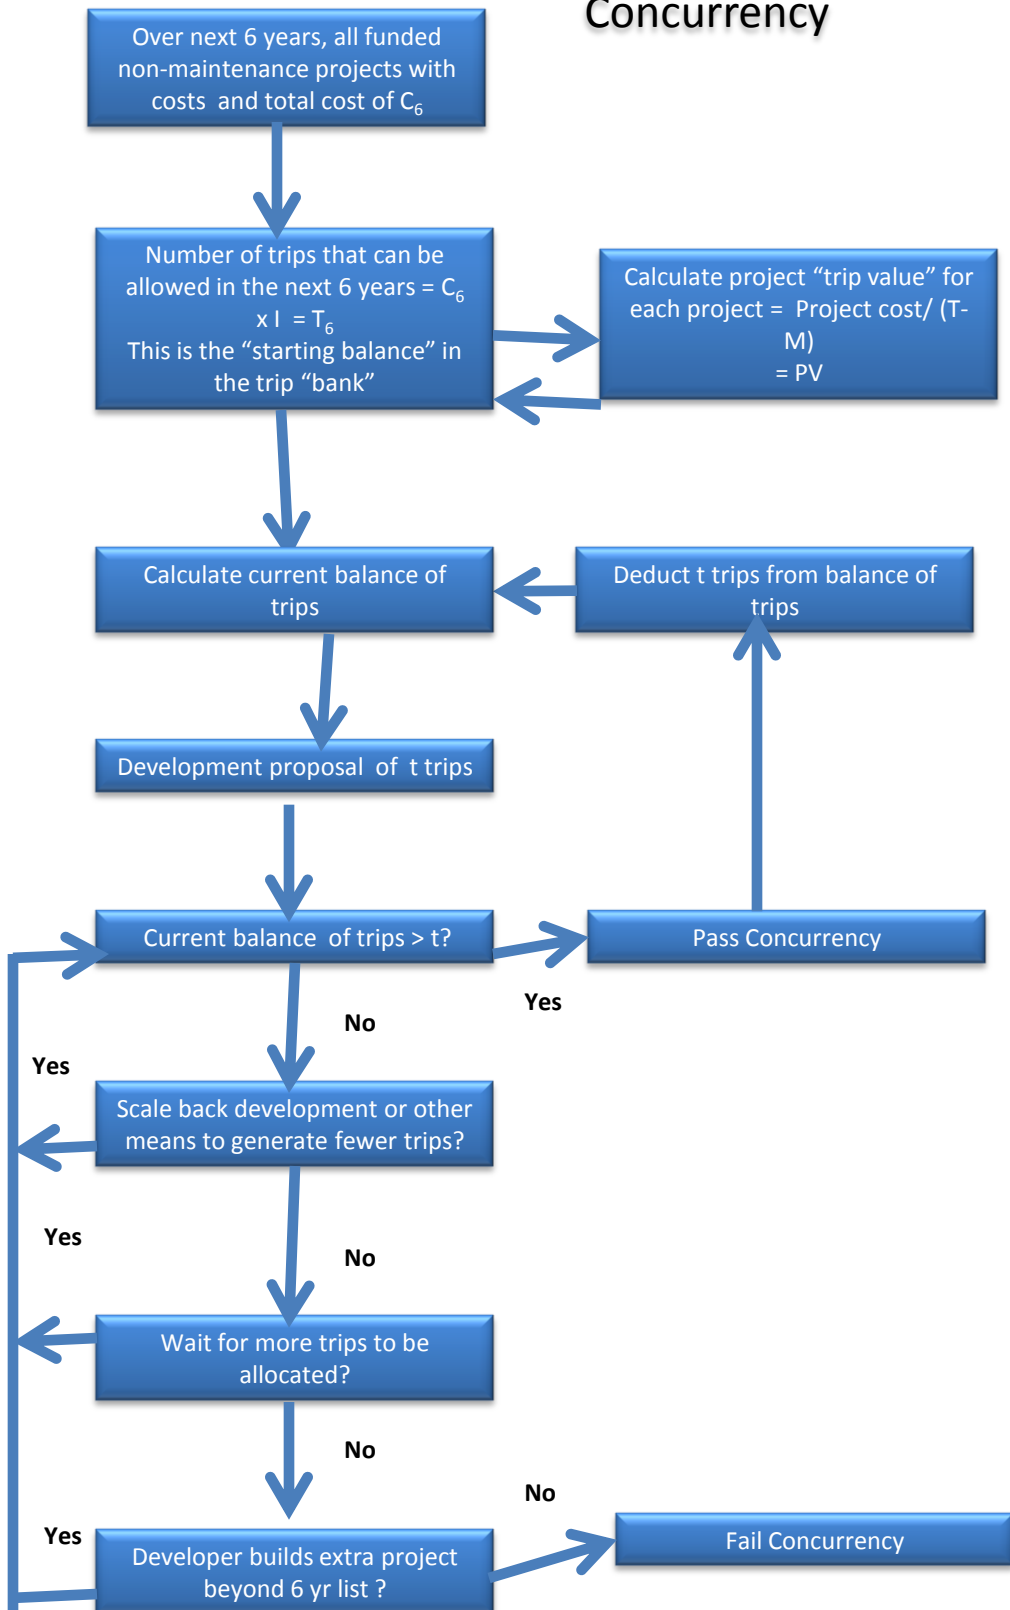 Concurrency
Over next 6 years, all funded
non-maintenance projects with
costs and total cost of C₆
Number of trips that can be
allowed in the next 6 years = C₆
x I = T₆
This is the “starting balance” in
the trip “bank”
Calculate project “trip value” for
each project = Project cost/ (T-
M)
= PV
Calculate current balance of
trips
Deduct t trips from balance of
trips
Development proposal of t trips
Current balance of trips > t?
Pass Concurrency
Yes
No
Yes
Scale back development or other
means to generate fewer trips?
Yes
No
Wait for more trips to be
allocated?
No
No
Yes
Fail Concurrency
Developer builds extra project
beyond 6 yr list ?